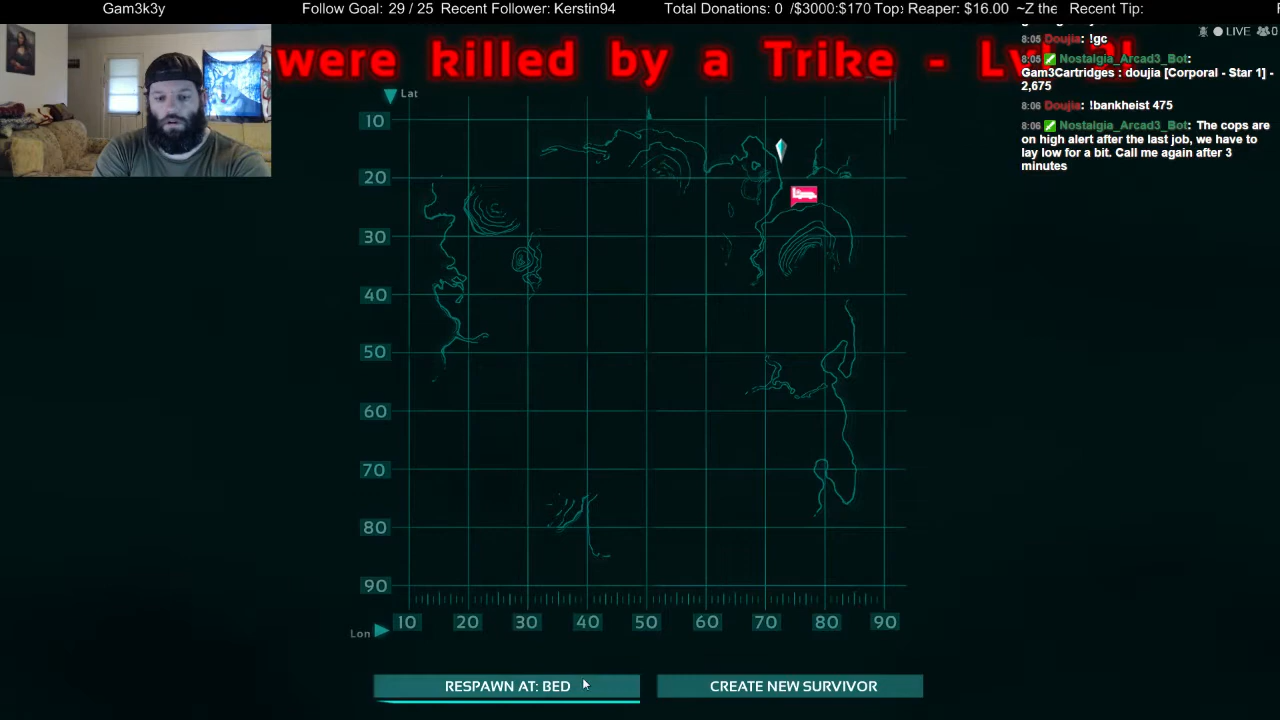 Gam3k3y
Follow Goal: 29 / 25 Recent Follower: Kerstin94
Total Donations: 0 /$3000:$170 Top: Reaper: $16.00 ~Z the Recent Tip:
were killed by a Trike - Lvl
LIVE 0
8:05 Doujia: !gc
8:05 Nostalgia_Arcad3_Bot:
Gam3Cartridges : doujia [Corporal - Star 1] -
2,675
8:06 Doujia: !bankheist 475
8:06 Nostalgia_Arcad3_Bot: The cops are
on high alert after the last job, we have to
lay low for a bit. Call me again after 3
minutes
Lat
10
20
30
40
50
60
70
80
90
Lon
10 20 30 40 50 60 70 80 90
RESPAWN AT: BED
CREATE NEW SURVIVOR